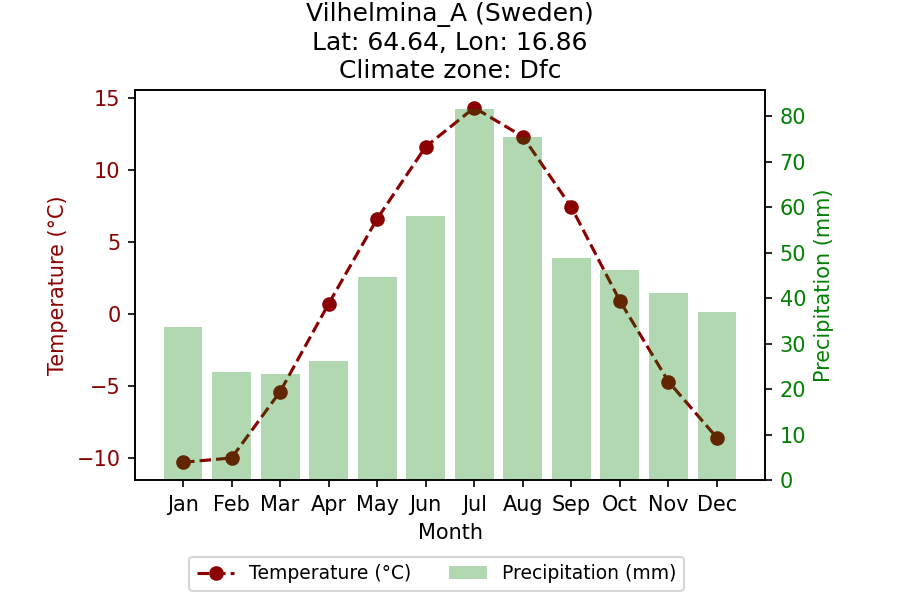 Vilhelmina_A (Sweden)
Lat: 64.64, Lon: 16.86
Climate zone: Dfc
Temperature (°C)
15
10
5
0
−5
−10
80
70
60
50
40
30
20
10
0
Precipitation (mm)
Jan Feb Mar Apr May Jun Jul Aug Sep Oct Nov Dec
Month
Temperature (°C) Precipitation (mm)